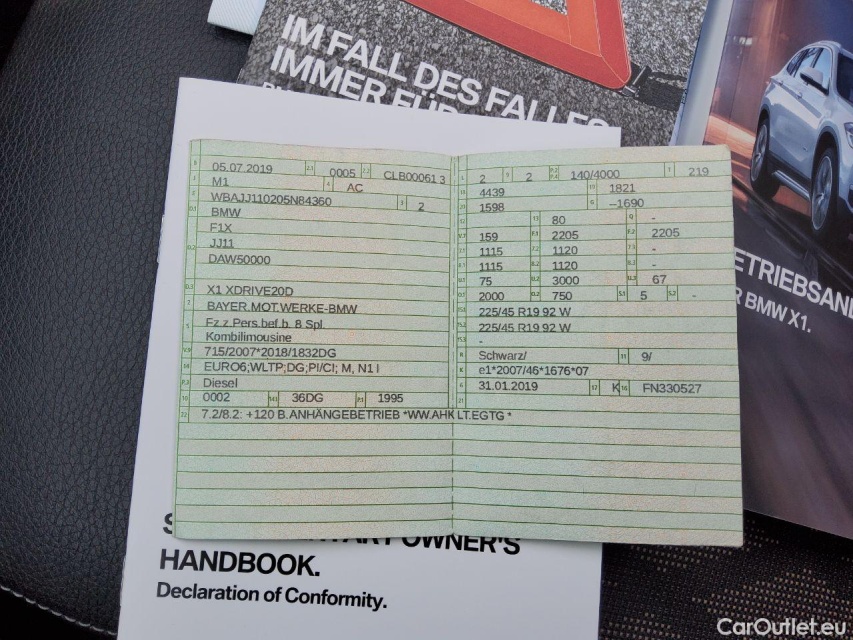 IM FALL DES FALLES
IMMER FÜR
05.07.2019 0005 CLB00061 3
M1 AC
WBAJJ110205N84360 2
BMW
F1X
JJ11
DAW50000
X1 XDRIVE20D
BAYER.MOT.WERKE-BMW
Fz.z.Pers.bef.b. 8 Spl.
Kombilimousine
715/2007*2018/1832DG
EURO6;WLTP;DG;PI/CI; M, N1 I
Diesel
0002 36DG 1995
7.2/8.2: +120 B.ANHÄNGEBETRIEB *WW.AHK LT.EGTG *
2 2 140/4000 219
4439 1821
1598 --1690
80 -
159 2205 2205
1115 1120 -
1115 1120 -
75 3000 67
2000 750 5 -
225/45 R19 92 W
225/45 R19 92 W
-
Schwarz/ 9/
e1*2007/46*1676*07
31.01.2019 K FN330527
ETRIEBSAN
R BMW X1.
OWNER'S
HANDBOOK.
Declaration of Conformity.
CarOutlet.eu